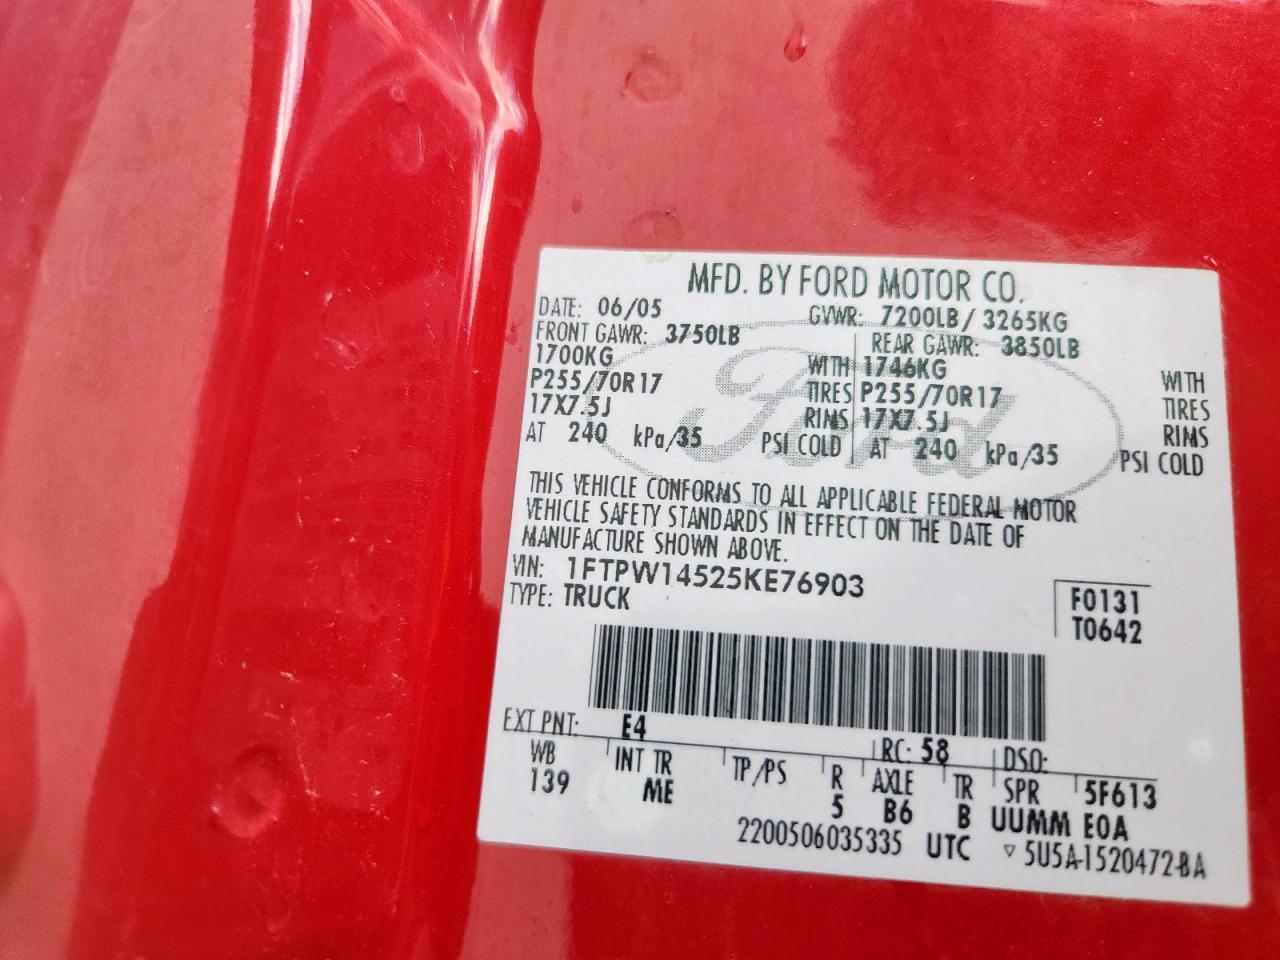 MFD. BY FORD MOTOR CO.
DATE: 06/05 GVWR: 7200LB/ 3265KG
FRONT GAWR: 3750LB REAR GAWR: 3850LB
1700KG WITH 1746KG WITH
P255/70R17 TIRES P255/70R17 TIRES
17X7.5J RIMS 17X7.5J RIMS
AT 240 kPa/35 PSI COLD AT 240 kPa/35 PSI COLD
Ford
THIS VEHICLE CONFORMS TO ALL APPLICABLE FEDERAL MOTOR
VEHICLE SAFETY STANDARDS IN EFFECT ON THE DATE OF
MANUFACTURE SHOWN ABOVE.
VIN: 1FTPW14525KE76903
TYPE: TRUCK
F0131
T0642
EXT PNT: E4 RC: 58 DSO:
WB INT TR TP/PS R AXLE TR SPR 5F613
139 ME 5 B6 B UUMM E0A
2200506035335 UTC ▽ 5U5A-1520472-BA